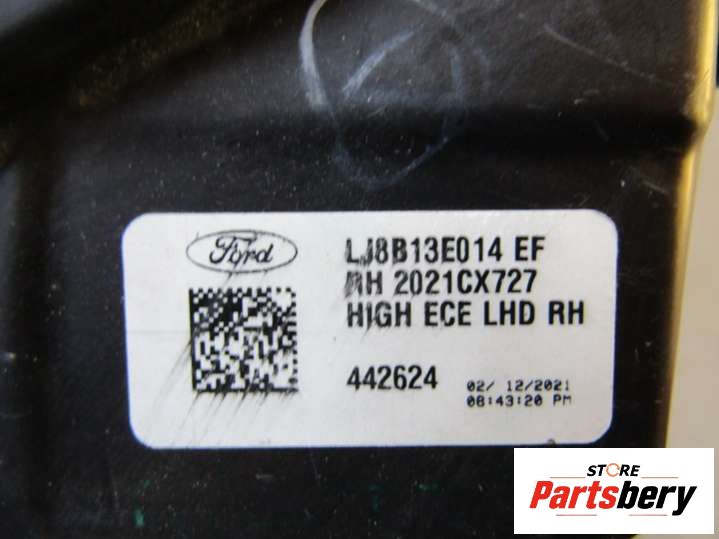 Ford
LJ8B13E014 EF
RH 2021CX727
HIGH ECE LHD RH
442624 02/ 12/2021
08:43:20 PM
STORE
Partsbery